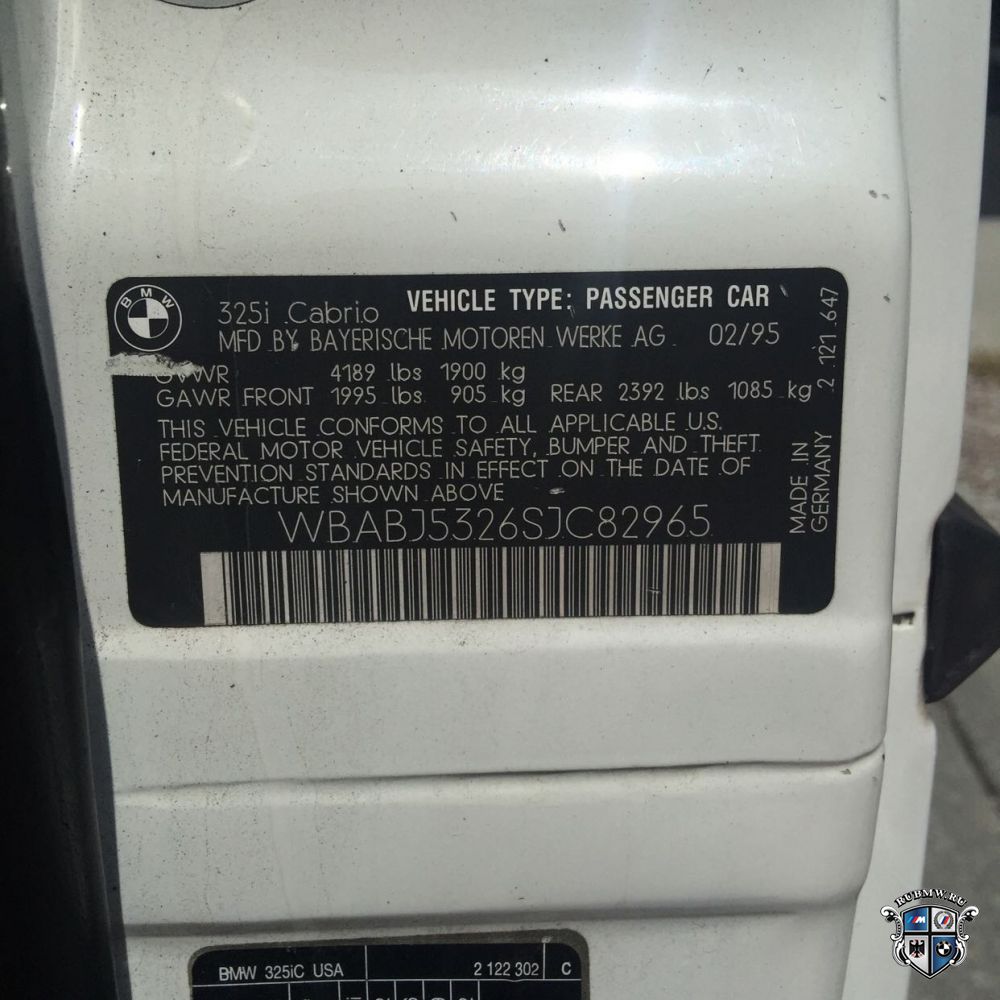 BMW
325i Cabrio VEHICLE TYPE: PASSENGER CAR
MFD BY BAYERISCHE MOTOREN WERKE AG 02/95
GVWR 4189 lbs 1900 kg
GAWR FRONT 1995 lbs 905 kg REAR 2392 lbs 1085 kg
THIS VEHICLE CONFORMS TO ALL APPLICABLE U.S.
FEDERAL MOTOR VEHICLE SAFETY, BUMPER AND THEFT
PREVENTION STANDARDS IN EFFECT ON THE DATE OF
MANUFACTURE SHOWN ABOVE
WBABJ5326SJC82965
MADE IN
GERMANY
2 121 647
BMW 325iC USA 2 122 302 C
RUBMW.RU